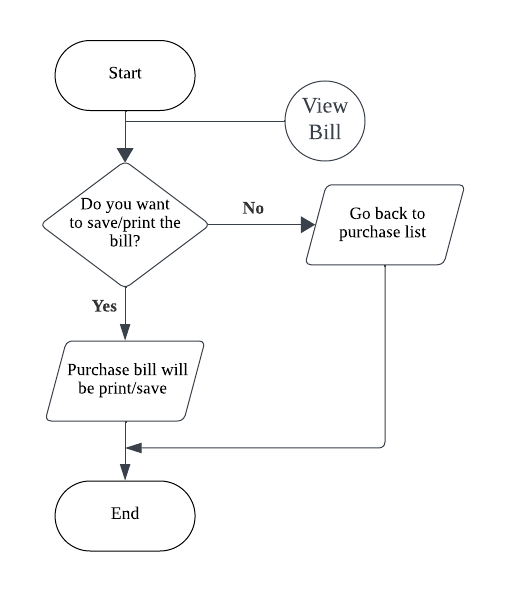 Start
View
Bill
Do you want
to save/print the
bill?
No
Go back to
purchase list
Yes
Purchase bill will
be print/save
End